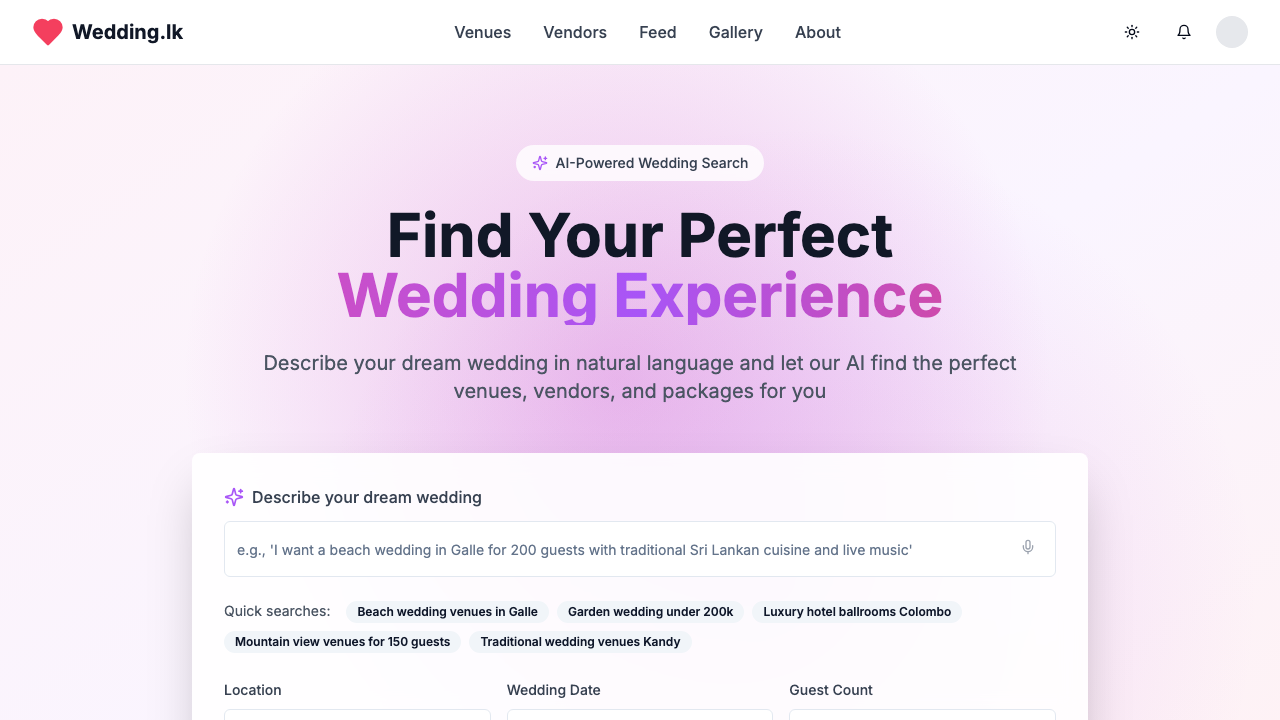 Wedding.lk
Venues
Vendors
Feed
Gallery
About
AI-Powered Wedding Search
Find Your Perfect
Wedding Experience
Describe your dream wedding in natural language and let our AI find the perfect
venues, vendors, and packages for you
Describe your dream wedding
e.g., 'I want a beach wedding in Galle for 200 guests with traditional Sri Lankan cuisine and live music'
Quick searches:
Beach wedding venues in Galle
Garden wedding under 200k
Luxury hotel ballrooms Colombo
Mountain view venues for 150 guests
Traditional wedding venues Kandy
Location
Wedding Date
Guest Count